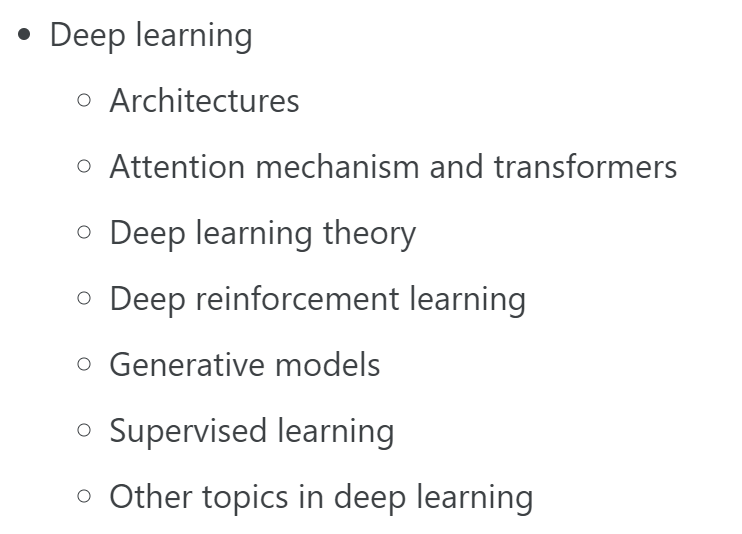 Deep learning
Architectures
Attention mechanism and transformers
Deep learning theory
Deep reinforcement learning
Generative models
Supervised learning
Other topics in deep learning